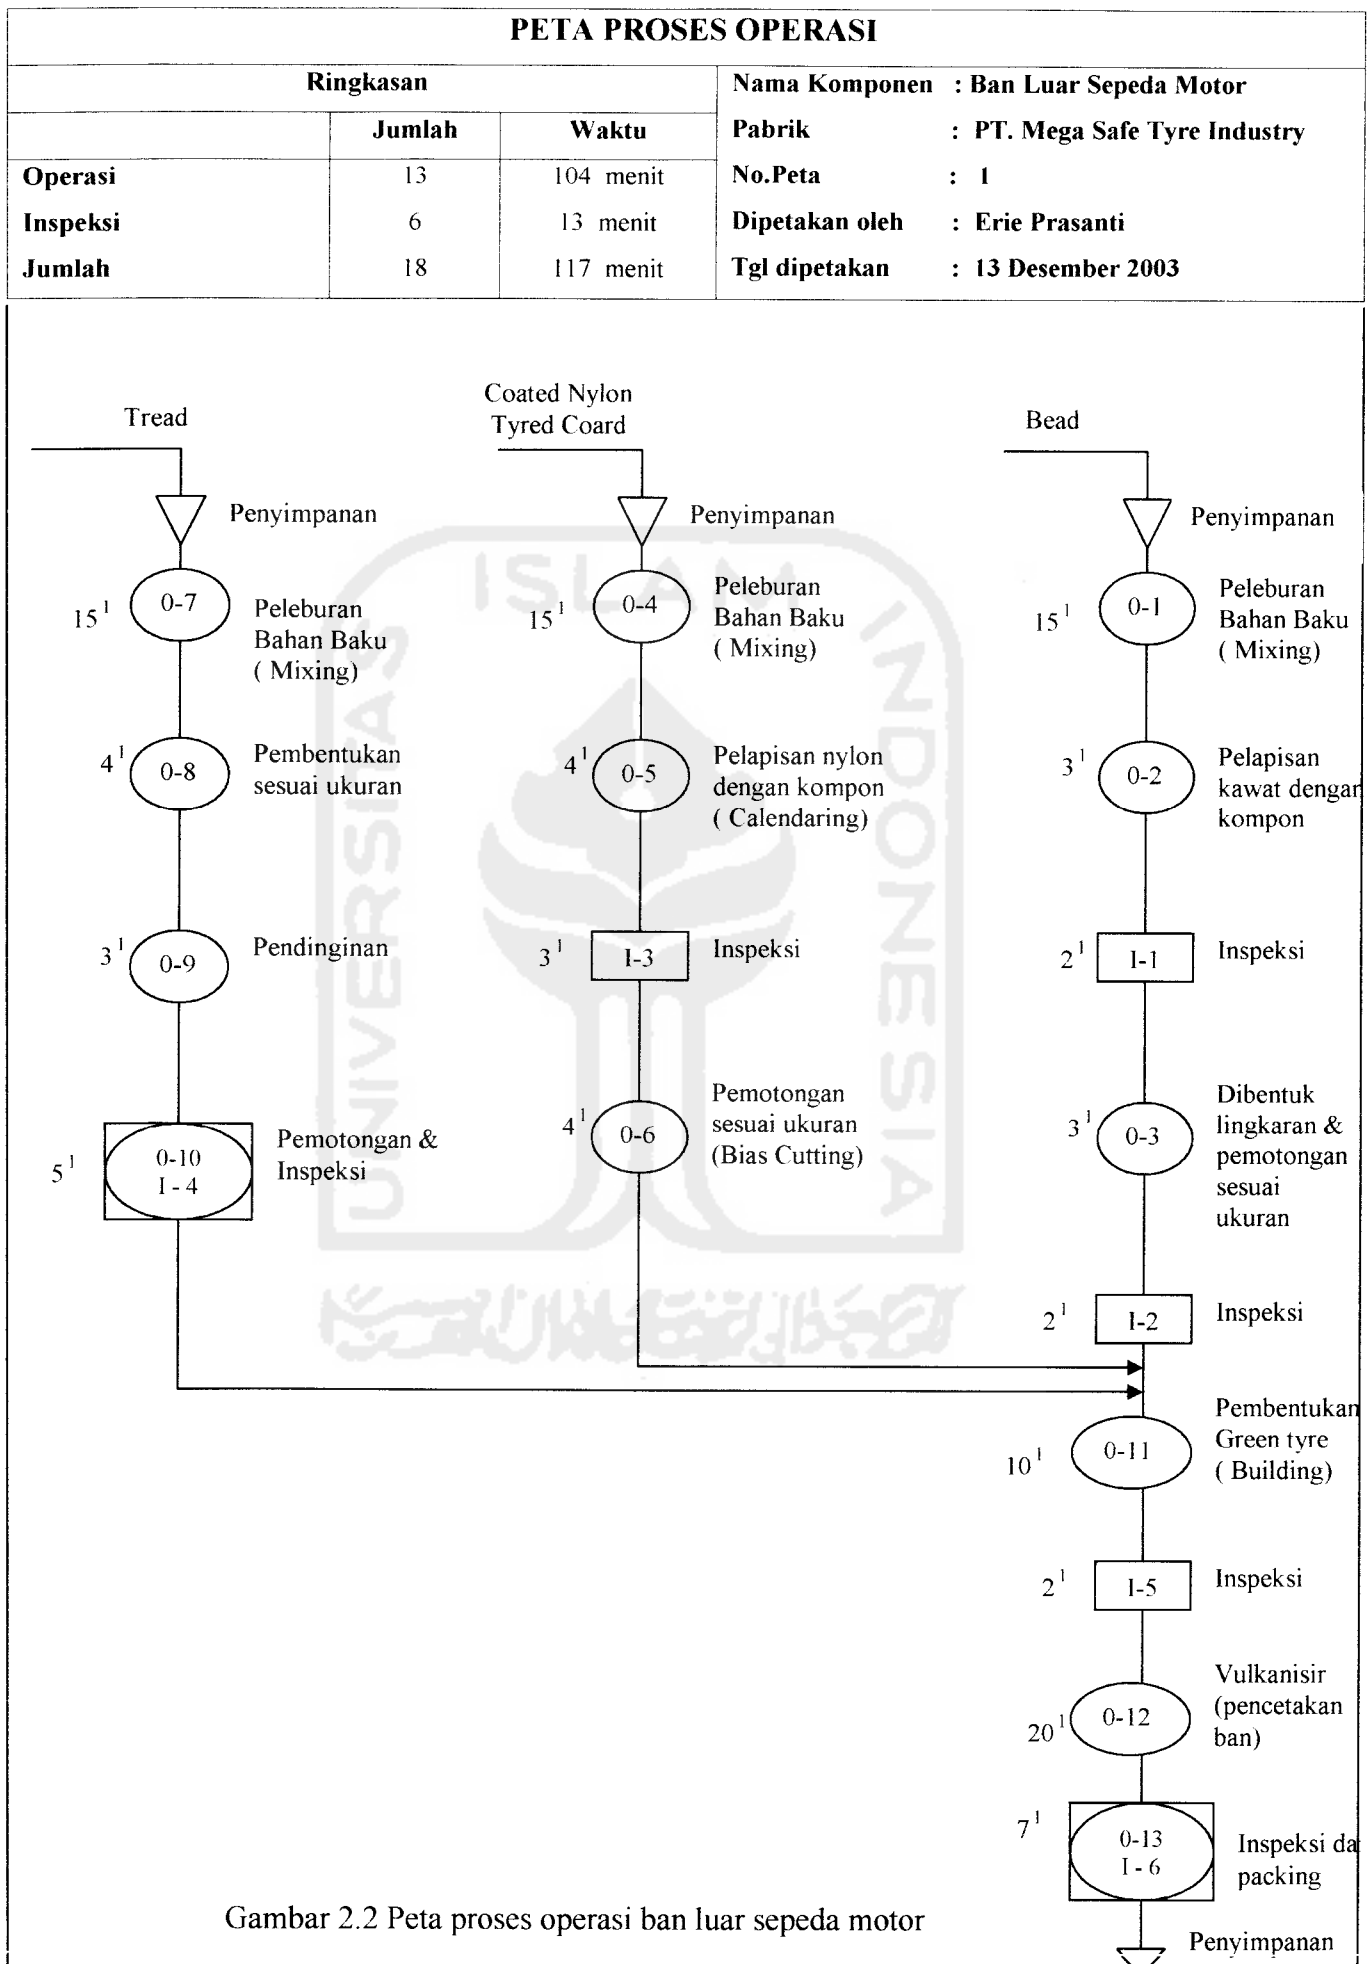 PETA PROSES OPERASI
Ringkasan
Jumlah Waktu
Operasi 13 104 menit
Inspeksi 6 13 menit
Jumlah 18 117 menit
Nama Komponen : Ban Luar Sepeda Motor
Pabrik : PT. Mega Safe Tyre Industry
No.Peta : 1
Dipetakan oleh : Erie Prasanti
Tgl dipetakan : 13 Desember 2003
Tread
Penyimpanan
15¹ 0-7 Peleburan
Bahan Baku
( Mixing)
4¹ 0-8 Pembentukan
sesuai ukuran
3¹ 0-9 Pendinginan
5¹ 0-10
I - 4
Pemotongan &
Inspeksi
Coated Nylon
Tyred Coard
Penyimpanan
15¹ 0-4 Peleburan
Bahan Baku
( Mixing)
4¹ 0-5 Pelapisan nylon
dengan kompon
( Calendaring)
3¹ I-3 Inspeksi
4¹ 0-6 Pemotongan
sesuai ukuran
(Bias Cutting)
Bead
Penyimpanan
15¹ 0-1 Peleburan
Bahan Baku
( Mixing)
3¹ 0-2 Pelapisan
kawat dengan
kompon
2¹ I-1 Inspeksi
3¹ 0-3 Dibentuk
lingkaran &
pemotongan
sesuai
ukuran
2¹ I-2 Inspeksi
10¹ 0-11 Pembentukan
Green tyre
( Building)
2¹ I-5 Inspeksi
20¹ 0-12 Vulkanisir
(pencetakan
ban)
7¹ 0-13
I - 6
Inspeksi da
packing
Penyimpanan
Gambar 2.2 Peta proses operasi ban luar sepeda motor
UNIVERSITAS
ISLAM
INDONESIA